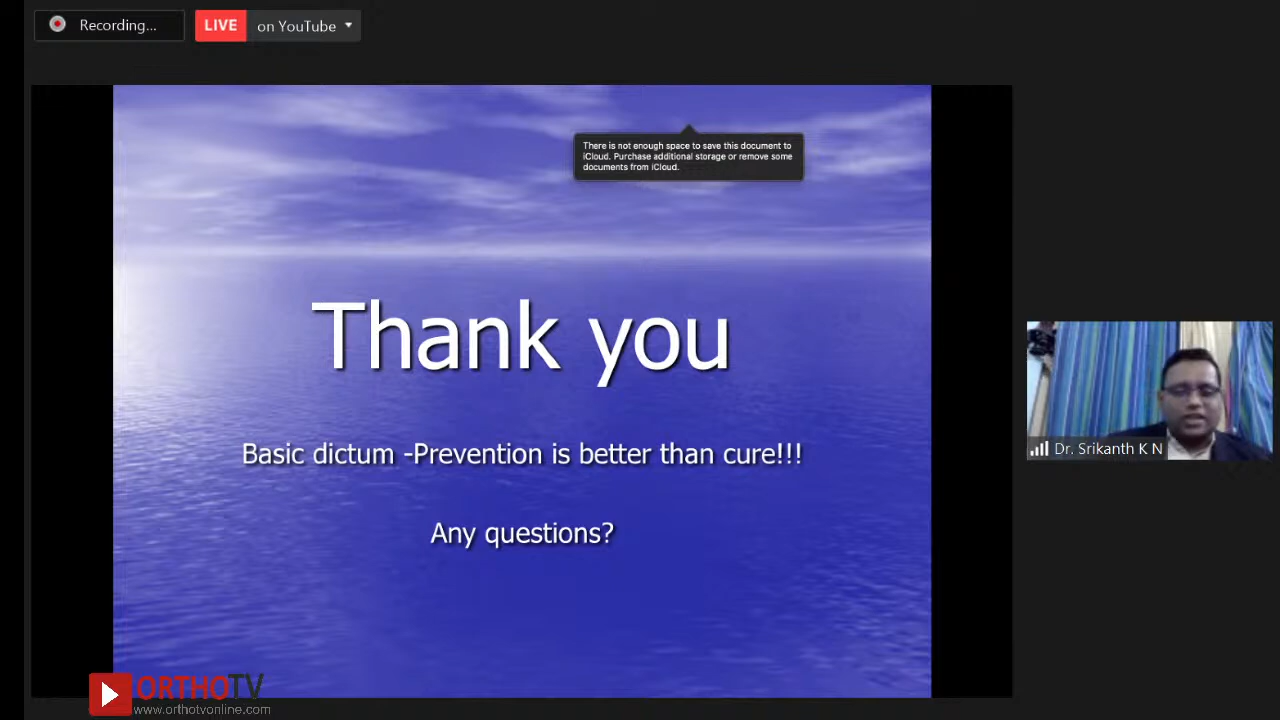 Recording...
LIVE on YouTube
There is not enough space to save this document to
iCloud. Purchase additional storage or remove some
documents from iCloud.
Thank you
Basic dictum -Prevention is better than cure!!!
Any questions?
Dr. Srikanth K N
ORTHOTV
www.orthotvonline.com